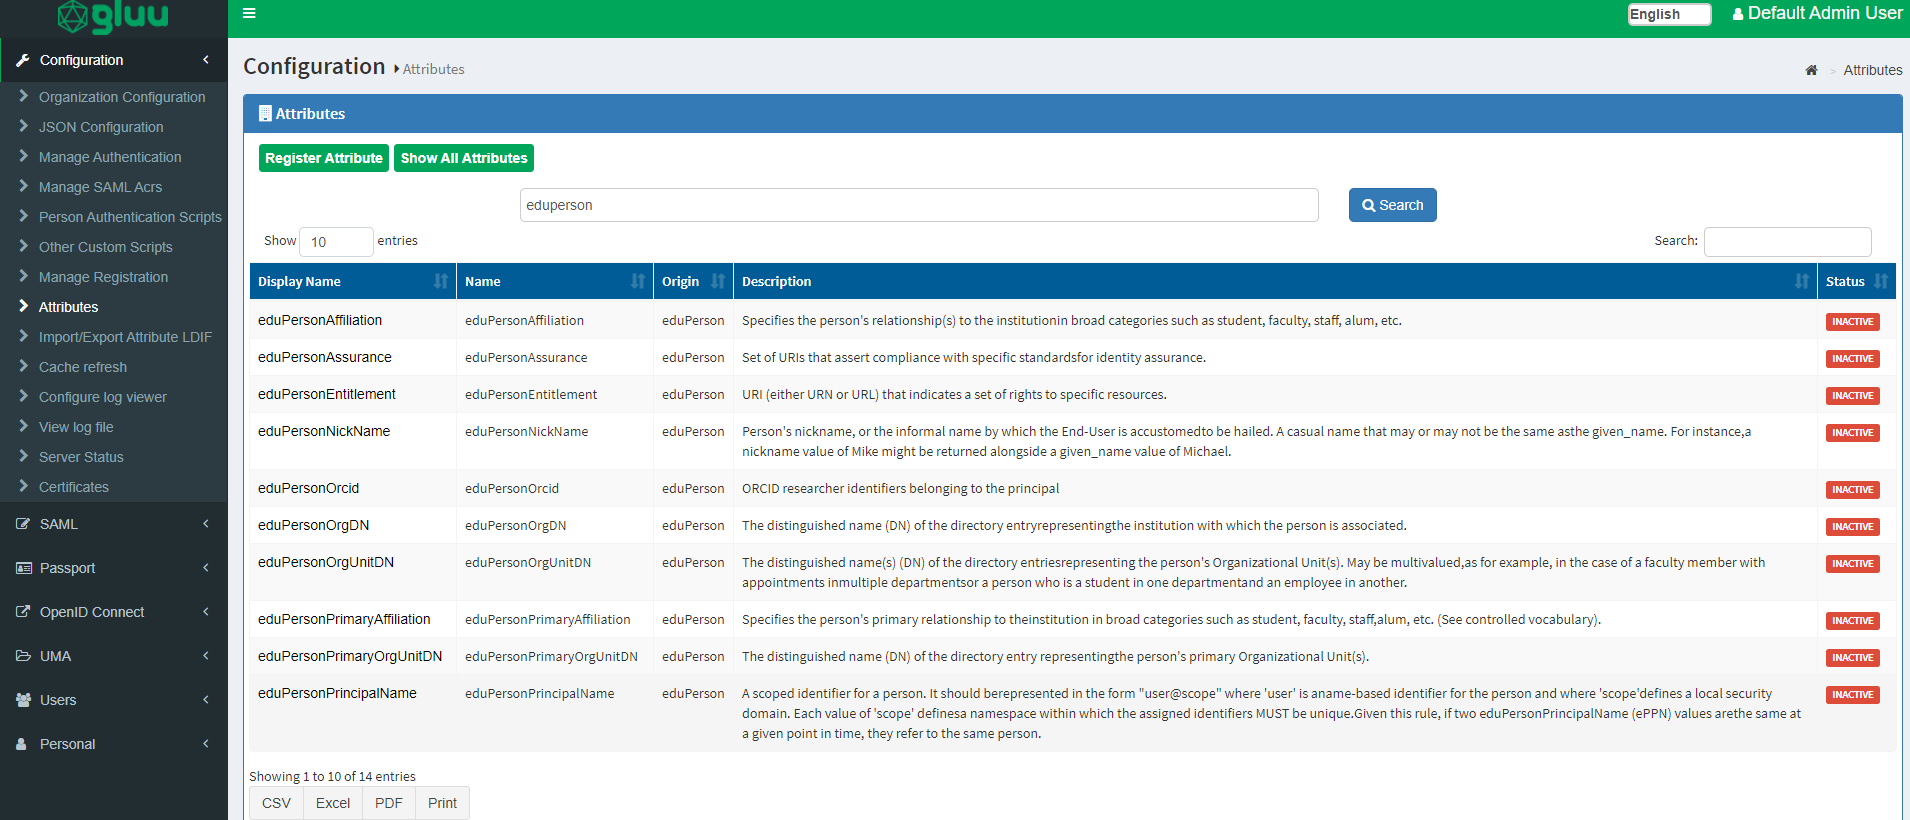 gluu
English
Default Admin User
Configuration
Organization Configuration
JSON Configuration
Manage Authentication
Manage SAML Acrs
Person Authentication Scripts
Other Custom Scripts
Manage Registration
Attributes
Import/Export Attribute LDIF
Cache refresh
Configure log viewer
View log file
Server Status
Certificates
SAML
Passport
OpenID Connect
UMA
Users
Personal
Configuration Attributes
> Attributes
Attributes
Register Attribute Show All Attributes
eduperson Search
Show 10 entries Search:
Display Name Name Origin Description Status
eduPersonAffiliation eduPersonAffiliation eduPerson Specifies the person's relationship(s) to the institutionin broad categories such as student, faculty, staff, alum, etc. INACTIVE
eduPersonAssurance eduPersonAssurance eduPerson Set of URIs that assert compliance with specific standardsfor identity assurance. INACTIVE
eduPersonEntitlement eduPersonEntitlement eduPerson URI (either URN or URL) that indicates a set of rights to specific resources. INACTIVE
eduPersonNickName eduPersonNickName eduPerson Person's nickname, or the informal name by which the End-User is accustomedto be hailed. A casual name that may or may not be the same asthe given_name. For instance,a INACTIVE
nickname value of Mike might be returned alongside a given_name value of Michael.
eduPersonOrcid eduPersonOrcid eduPerson ORCID researcher identifiers belonging to the principal INACTIVE
eduPersonOrgDN eduPersonOrgDN eduPerson The distinguished name (DN) of the directory entryrepresentingthe institution with which the person is associated. INACTIVE
eduPersonOrgUnitDN eduPersonOrgUnitDN eduPerson The distinguished name(s) (DN) of the directory entriesrepresenting the person's Organizational Unit(s). May be multivalued,as for example, in the case of a faculty member with INACTIVE
appointments inmultiple departmentsor a person who is a student in one departmentand an employee in another.
eduPersonPrimaryAffiliation eduPersonPrimaryAffiliation eduPerson Specifies the person's primary relationship to theinstitution in broad categories such as student, faculty, staff,alum, etc. (See controlled vocabulary). INACTIVE
eduPersonPrimaryOrgUnitDN eduPersonPrimaryOrgUnitDN eduPerson The distinguished name (DN) of the directory entry representingthe person's primary Organizational Unit(s). INACTIVE
eduPersonPrincipalName eduPersonPrincipalName eduPerson A scoped identifier for a person. It should berepresented in the form "user@scope" where 'user' is aname-based identifier for the person and where 'scope'defines a local security INACTIVE
domain. Each value of 'scope' definesa namespace within which the assigned identifiers MUST be unique.Given this rule, if two eduPersonPrincipalName (ePPN) values arethe same at
a given point in time, they refer to the same person.
Showing 1 to 10 of 14 entries
CSV Excel PDF Print